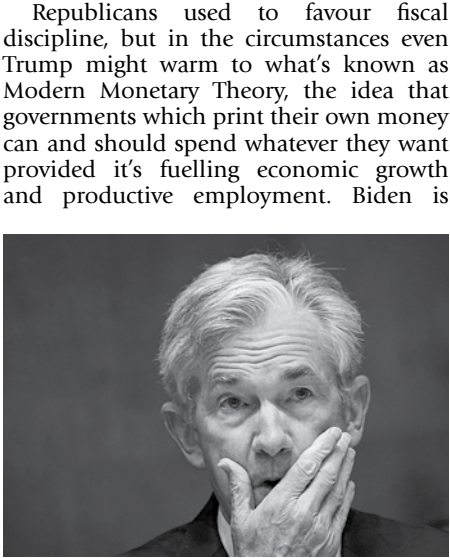 Republicans used to favour fiscal
discipline, but in the circumstances even
Trump might warm to what’s known as
Modern Monetary Theory, the idea that
governments which print their own money
can and should spend whatever they want
provided it’s fuelling economic growth
and productive employment. Biden is